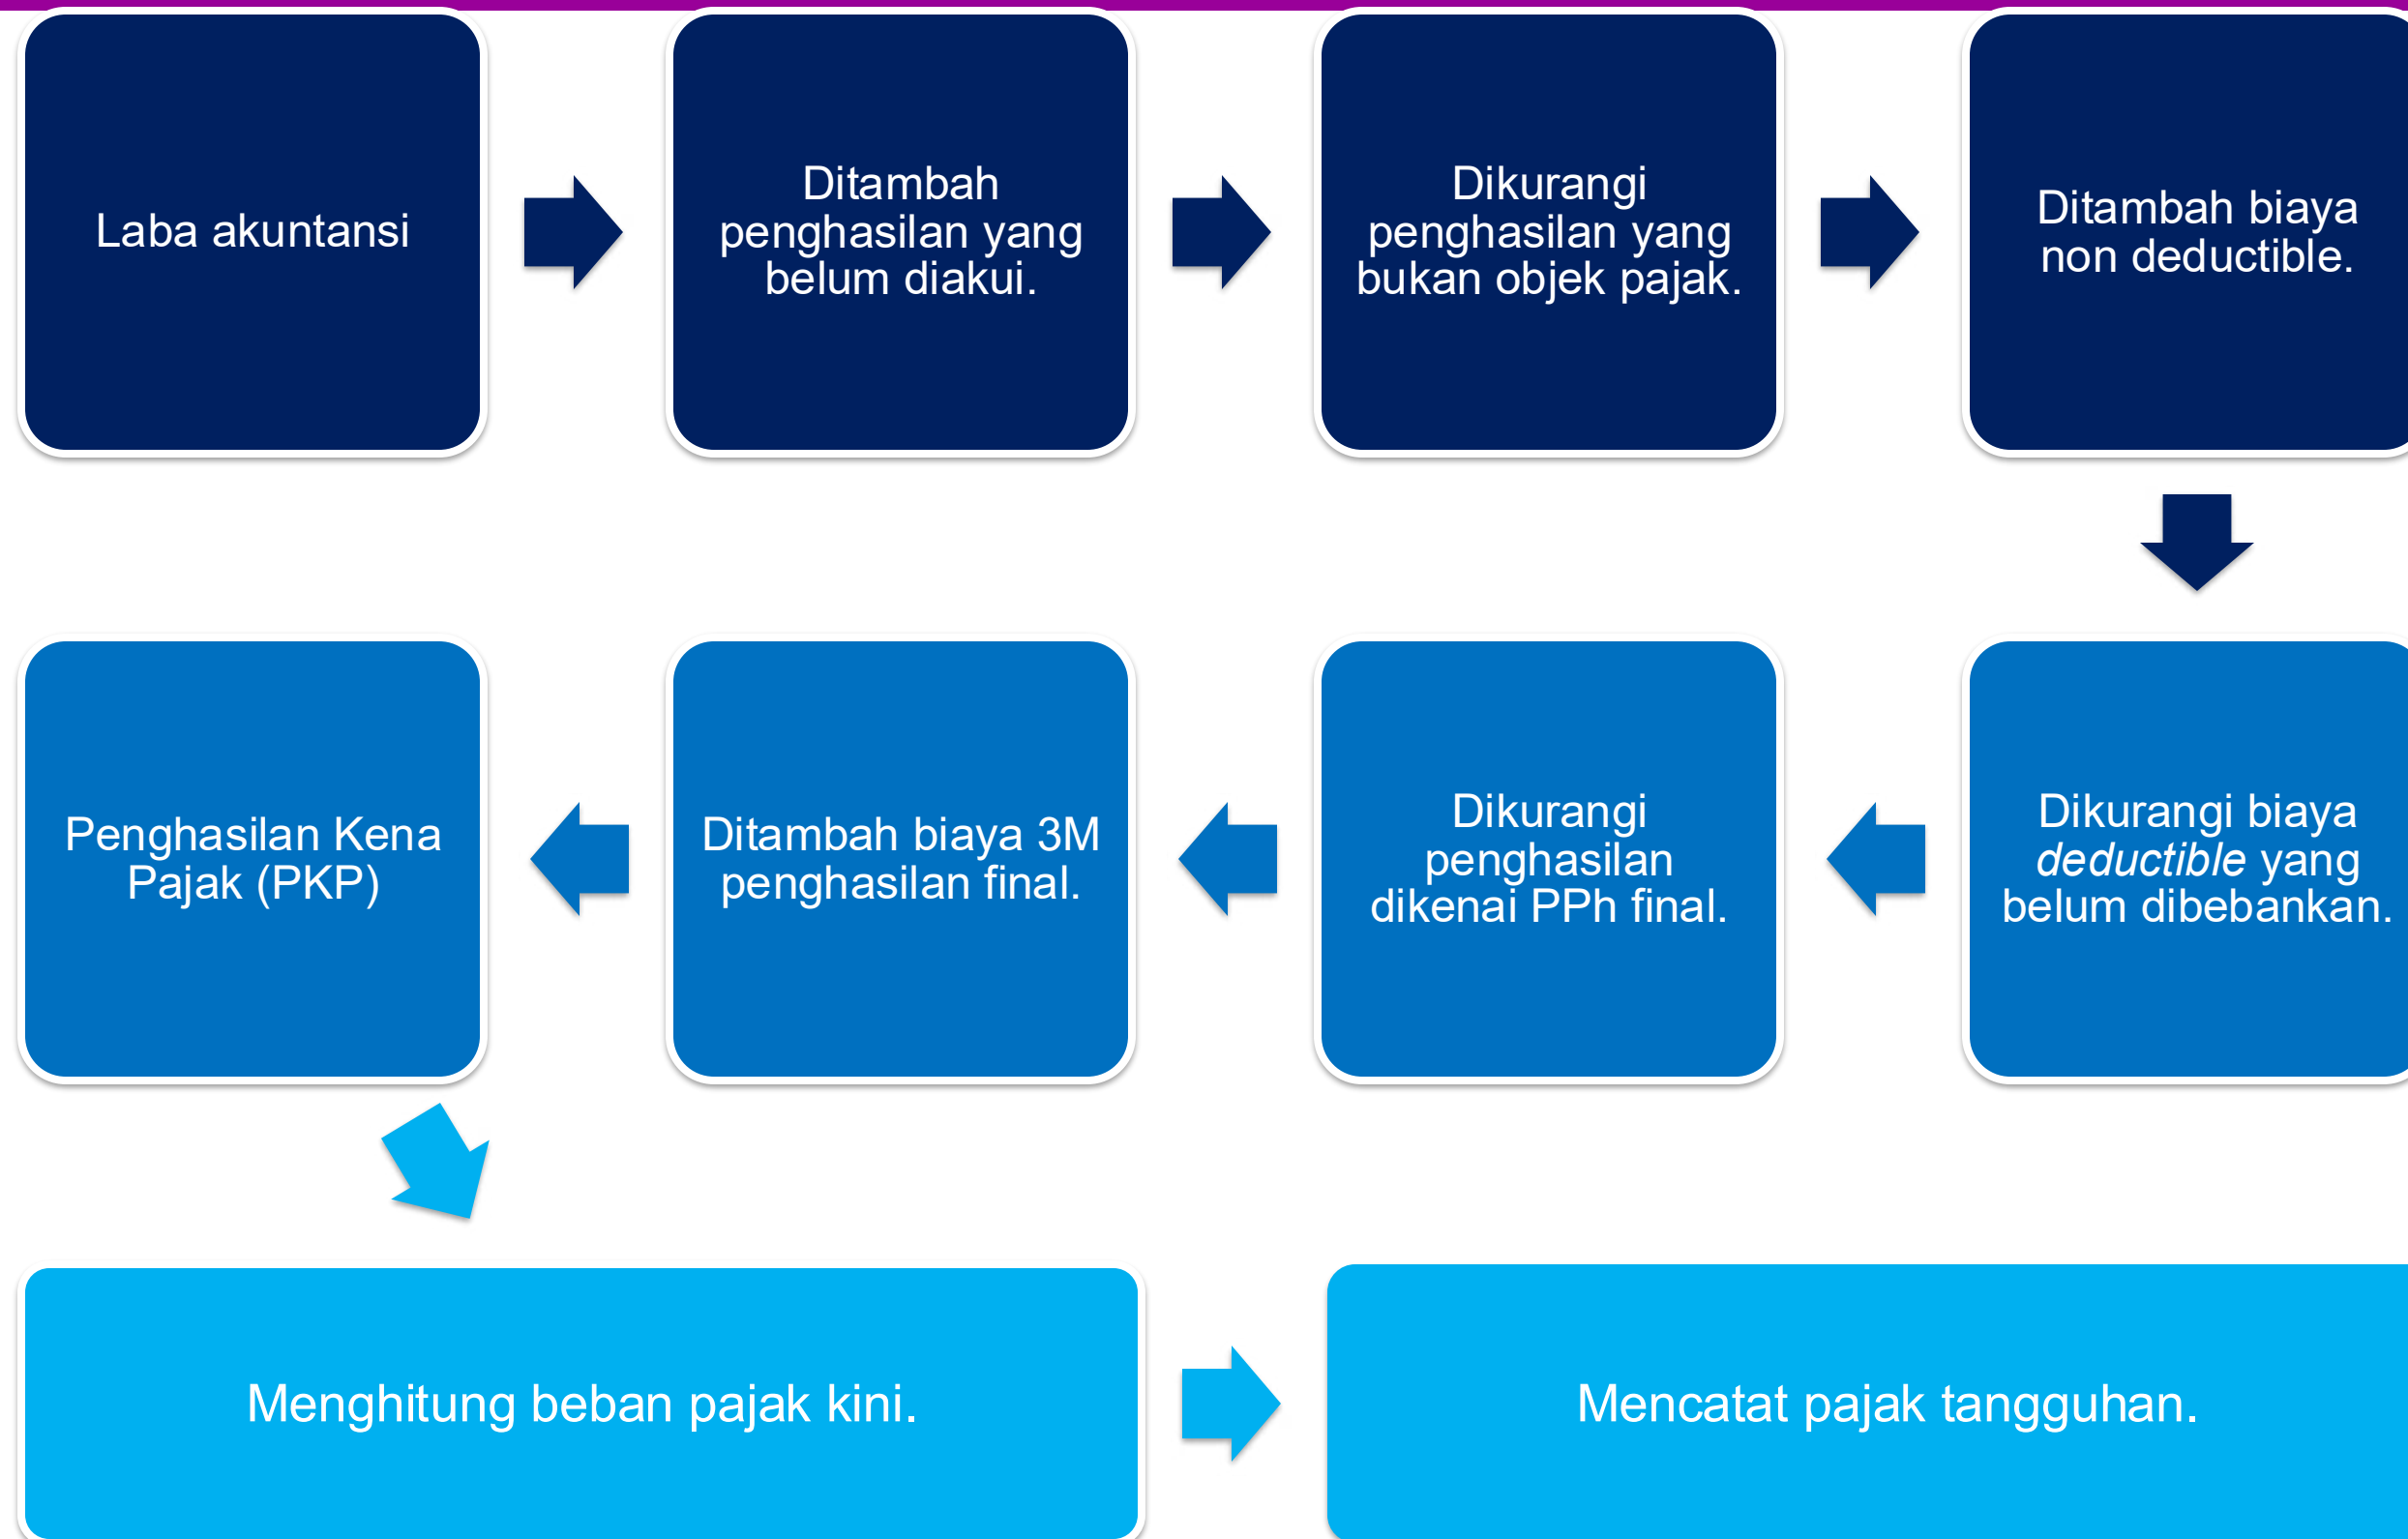 Laba akuntansi
Ditambah
penghasilan yang
belum diakui.
Dikurangi
penghasilan yang
bukan objek pajak.
Ditambah biaya
non deductible.
Dikurangi biaya
deductible yang
belum dibebankan.
Dikurangi
penghasilan
dikenai PPh final.
Ditambah biaya 3M
penghasilan final.
Penghasilan Kena
Pajak (PKP)
Menghitung beban pajak kini.
Mencatat pajak tangguhan.